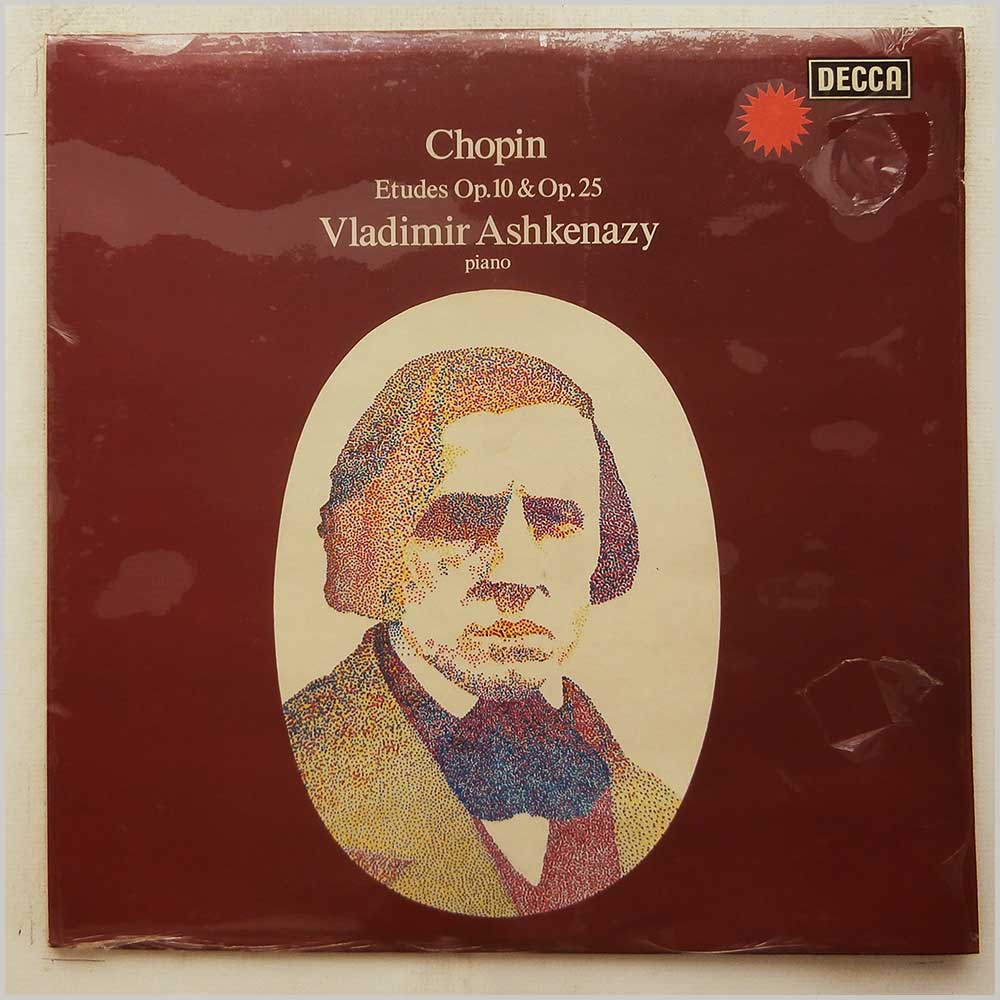 DECCA
Chopin
Etudes Op.10 & Op.25
Vladimir Ashkenazy
piano